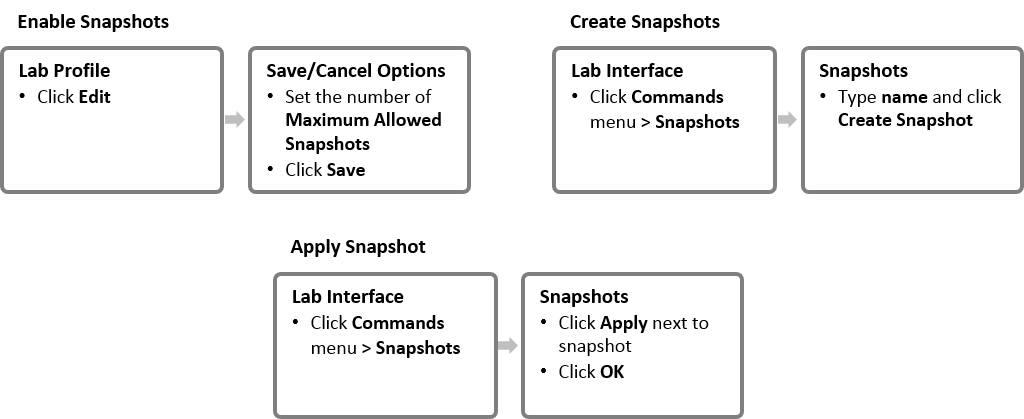 Enable Snapshots
Lab Profile
• Click Edit
Save/Cancel Options
• Set the number of
Maximum Allowed
Snapshots
• Click Save
Create Snapshots
Lab Interface
• Click Commands
menu > Snapshots
Snapshots
• Type name and click
Create Snapshot
Apply Snapshot
Lab Interface
• Click Commands
menu > Snapshots
Snapshots
• Click Apply next to
snapshot
• Click OK